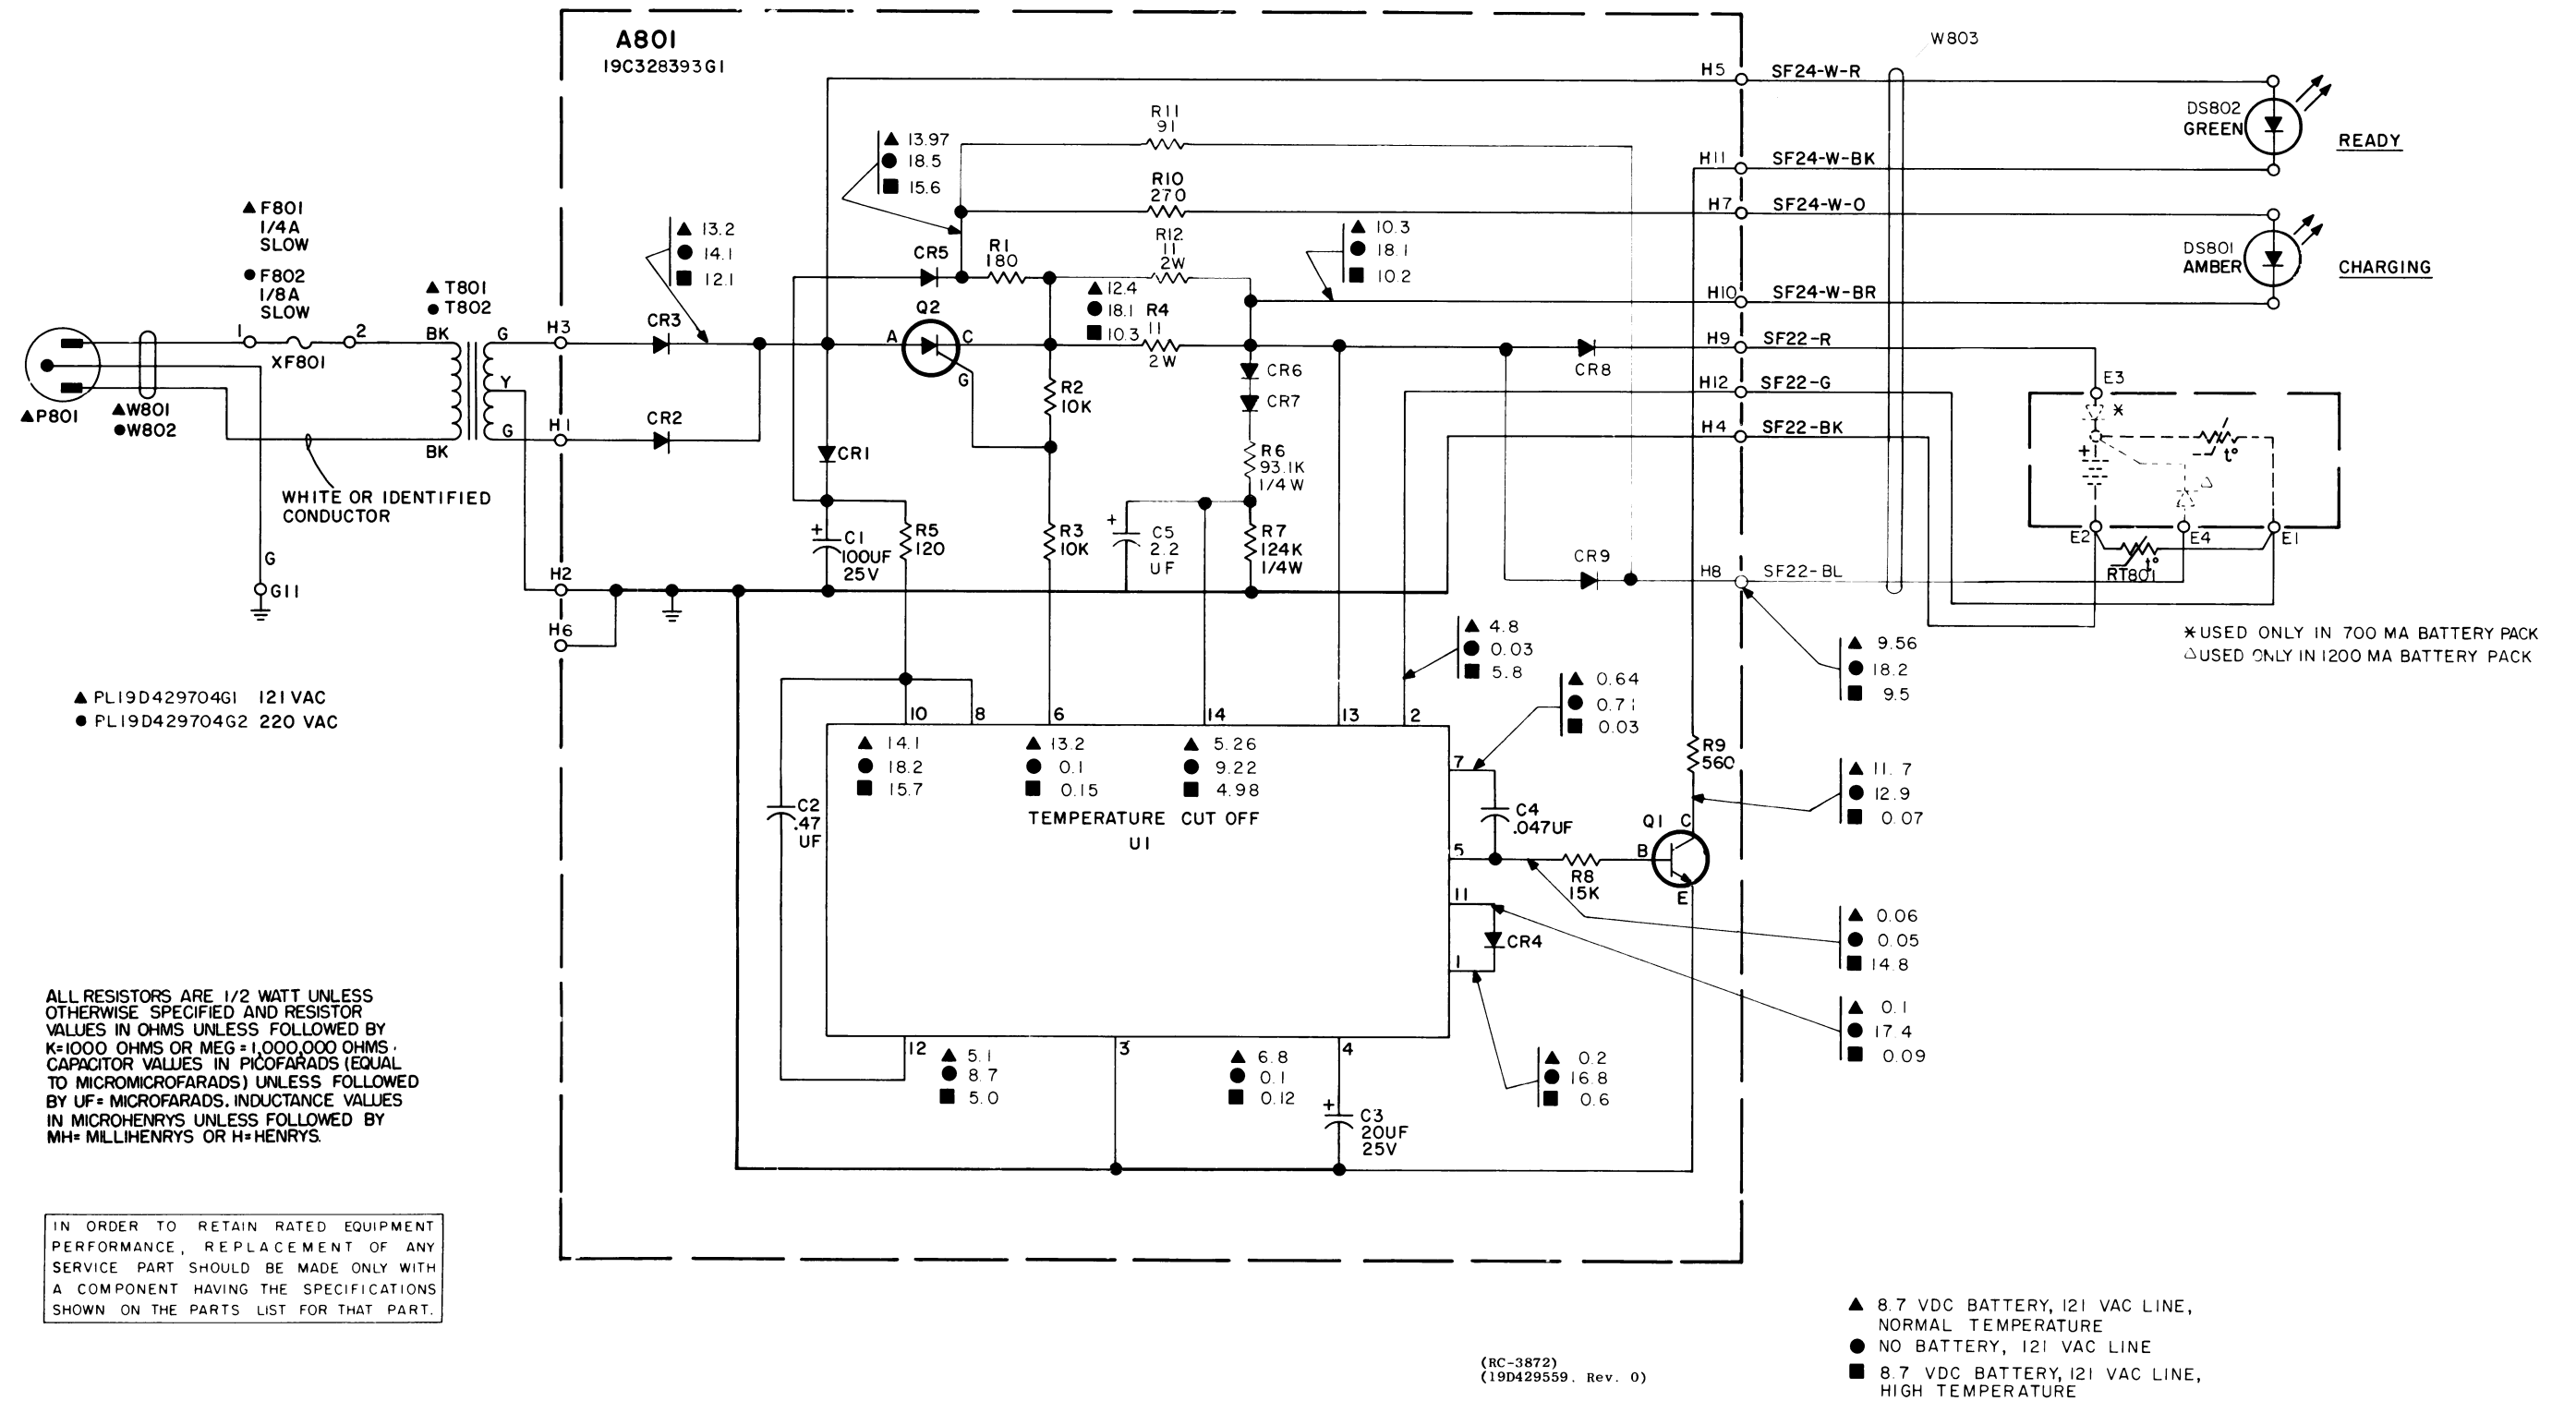 A801
19C328393G1
W803
H5
SF24-W-R
DS802
GREEN
READY
R11
91
▲ 13.97
● 18.5
■ 15.6
H11
SF24-W-BK
R10
270
H7
SF24-W-O
▲ F801
1/4A
SLOW
● F802
1/8A
SLOW
▲ 13.2
● 14.1
■ 12.1
R12
11
2W
▲ 10.3
● 18.1
■ 10.2
DS801
AMBER
CHARGING
CR5
R1
180
▲ T801
● T802
▲ 12.4
● 18.1
■ 10.3
R4
11
2W
H10
SF24-W-BR
1
2
XF801
BK
G
H3
CR3
Q2
A
C
G
CR8
H9
SF22-R
▲ P801
▲ W801
● W802
Y
BK
G
H1
CR2
R2
10K
CR6
CR7
H12
SF22-G
E3
*
H4
SF22-BK
+
t°
△
CR1
R6
93.1K
1/4W
WHITE OR IDENTIFIED
CONDUCTOR
+
C1
100UF
25V
R5
120
R3
10K
+
C5
2.2
UF
R7
124K
1/4W
E2
E4
E1
t°
RT801
CR9
H8
SF22-BL
G
G11
H2
H6
▲ 4.8
● 0.03
■ 5.8
▲ 9.56
● 18.2
■ 9.5
* USED ONLY IN 700 MA BATTERY PACK
△ USED ONLY IN 1200 MA BATTERY PACK
▲ PL19D429704G1 121 VAC
● PL19D429704G2 220 VAC
▲ 0.64
● 0.71
■ 0.03
10
8
6
14
13
2
▲ 14.1
● 18.2
■ 15.7
▲ 13.2
● 0.1
■ 0.15
▲ 5.26
● 9.22
■ 4.98
TEMPERATURE CUT OFF
U1
C2
.47
UF
7
C4
.047UF
5
R8
15K
R9
560
Q1
C
B
E
▲ 11.7
● 12.9
■ 0.07
11
CR4
1
▲ 0.06
● 0.05
■ 14.8
▲ 0.1
● 17.4
■ 0.09
12
▲ 5.1
● 8.7
■ 5.0
3
▲ 6.8
● 0.1
■ 0.12
4
+
C3
20UF
25V
▲ 0.2
● 16.8
■ 0.6
ALL RESISTORS ARE 1/2 WATT UNLESS
OTHERWISE SPECIFIED AND RESISTOR
VALUES IN OHMS UNLESS FOLLOWED BY
K=1000 OHMS OR MEG = 1,000,000 OHMS.
CAPACITOR VALUES IN PICOFARADS (EQUAL
TO MICROMICROFARADS) UNLESS FOLLOWED
BY UF= MICROFARADS. INDUCTANCE VALUES
IN MICROHENRYS UNLESS FOLLOWED BY
MH= MILLIHENRYS OR H=HENRYS.
IN ORDER TO RETAIN RATED EQUIPMENT
PERFORMANCE, REPLACEMENT OF ANY
SERVICE PART SHOULD BE MADE ONLY WITH
A COMPONENT HAVING THE SPECIFICATIONS
SHOWN ON THE PARTS LIST FOR THAT PART.
(RC-3872)
(19D429559. Rev. 0)
▲ 8.7 VDC BATTERY, 121 VAC LINE,
NORMAL TEMPERATURE
● NO BATTERY, 121 VAC LINE
■ 8.7 VDC BATTERY, 121 VAC LINE,
HIGH TEMPERATURE